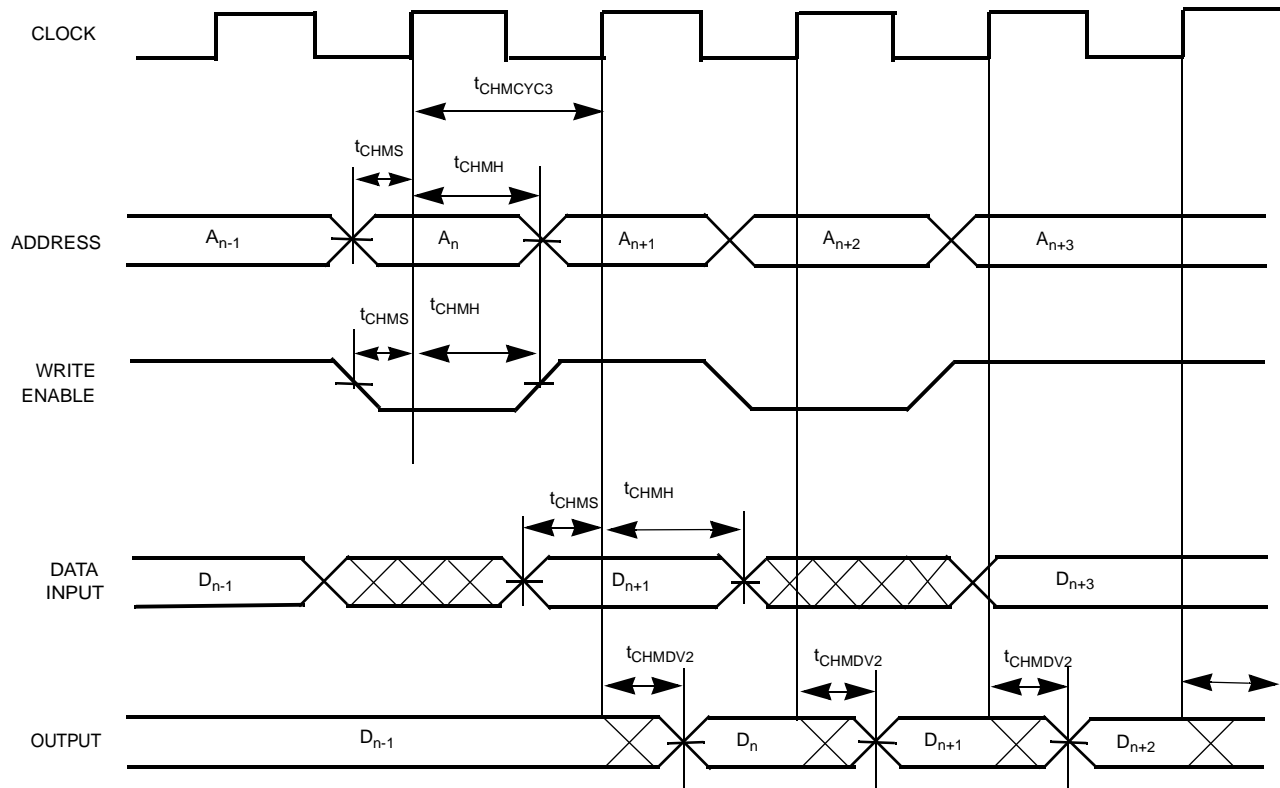 CLOCK
tCHMCYC3
tCHMS
tCHMH
ADDRESS
An-1
An
An+1
An+2
An+3
tCHMS
tCHMH
WRITE
ENABLE
tCHMS
tCHMH
DATA
INPUT
Dn-1
Dn+1
Dn+3
tCHMDV2
tCHMDV2
tCHMDV2
OUTPUT
Dn-1
Dn
Dn+1
Dn+2